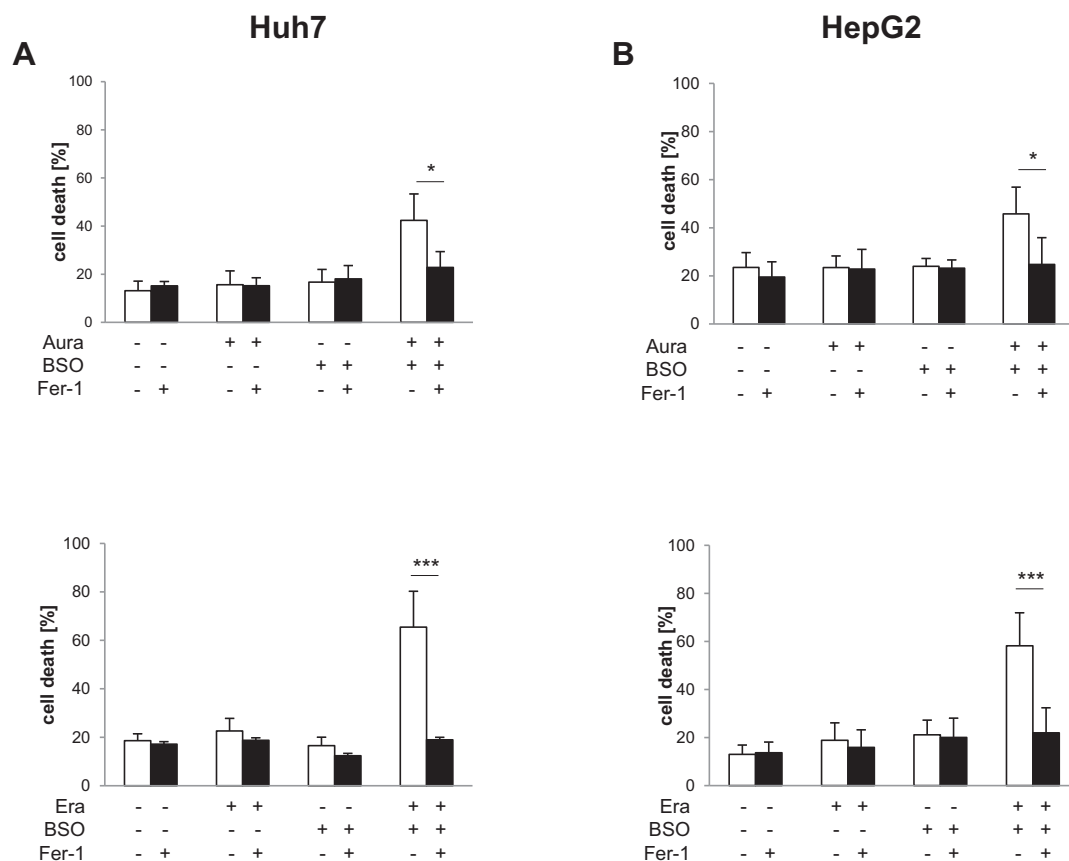 Huh7
A
cell death [%]
100
80
60
40
20
0
*
Aura - - + + - - + +
BSO - - - - + + + +
Fer-1 - + - + - + - +
HepG2
B
cell death [%]
100
80
60
40
20
0
*
Aura - - + + - - + +
BSO - - - - + + + +
Fer-1 - + - + - + - +
cell death [%]
100
80
60
40
20
0
***
Era - - + + - - + +
BSO - - - - + + + +
Fer-1 - + - + - + - +
cell death [%]
100
80
60
40
20
0
***
Era - - + + - - + +
BSO - - - - + + + +
Fer-1 - + - + - + - +